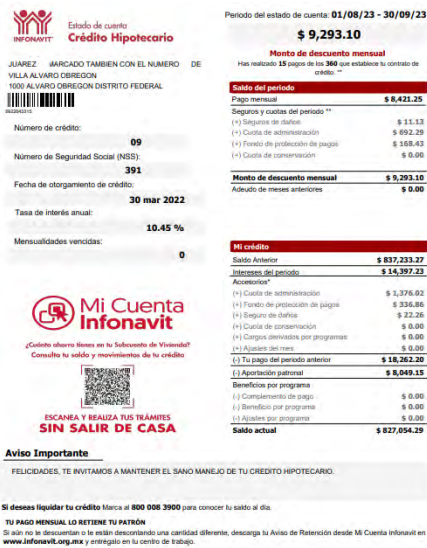 INFONAVIT
Estado de cuenta
Crédito Hipotecario
Periodo del estado de cuenta: 01/08/23 - 30/09/23
$ 9,293.10
Monto de descuento mensual
Has realizado 15 pagos de los 360 que establece tu contrato de
crédito. **
JUAREZ MARCADO TAMBIEN CON EL NUMERO DE
VILLA ALVARO OBREGON
1000 ALVARO OBREGON DISTRITO FEDERAL
Número de crédito:
09
Número de Seguridad Social (NSS):
391
Fecha de otorgamiento de crédito:
30 mar 2022
Tasa de interés anual:
10.45 %
Mensualidades vencidas:
0
Saldo del periodo
Pago mensual $ 8,421.25
Seguros y cuotas del periodo **
(+) Seguros de daños $ 11.13
(+) Cuota de administración $ 692.29
(+) Fondo de protección de pagos $ 168.43
(+) Cuota de conservación $ 0.00
Monto de descuento mensual $ 9,293.10
Adeudo de meses anteriores $ 0.00
Mi crédito
Saldo Anterior $ 837,233.27
Intereses del periodo $ 14,397.23
Accesorios*
(+) Cuota de administración $ 1,376.02
(+) Fondo de protección de pagos $ 336.86
(+) Seguro de daños $ 22.26
(+) Cuota de conservación $ 0.00
(+) Cargos derivados por programas $ 0.00
(+) Ajustes del mes $ 0.00
(-) Tu pago del periodo anterior $ 18,262.20
(-) Aportación patronal $ 8,049.15
Beneficios por programa
(-) Complemento de pago $ 0.00
(-) Beneficio por programa $ 0.00
(-) Ajustes por programa $ 0.00
Saldo actual $ 827,054.29
Mi Cuenta
Infonavit
¿Cuánto ahorro tienes en tu Subcuenta de Vivienda?
Consulta tu saldo y movimientos de tu crédito
ESCANEA Y REALIZA TUS TRÁMITES
SIN SALIR DE CASA
Aviso Importante
FELICIDADES, TE INVITAMOS A MANTENER EL SANO MANEJO DE TU CREDITO HIPOTECARIO.
Si deseas liquidar tu crédito Marca al 800 008 3900 para conocer tu saldo al día.
TU PAGO MENSUAL LO RETIENE TU PATRÓN
Si aún no te descuentan o te están descontando una cantidad diferente, descarga tu Aviso de Retención desde Mi Cuenta Infonavit en
www.infonavit.org.mx y entrégalo en tu centro de trabajo.